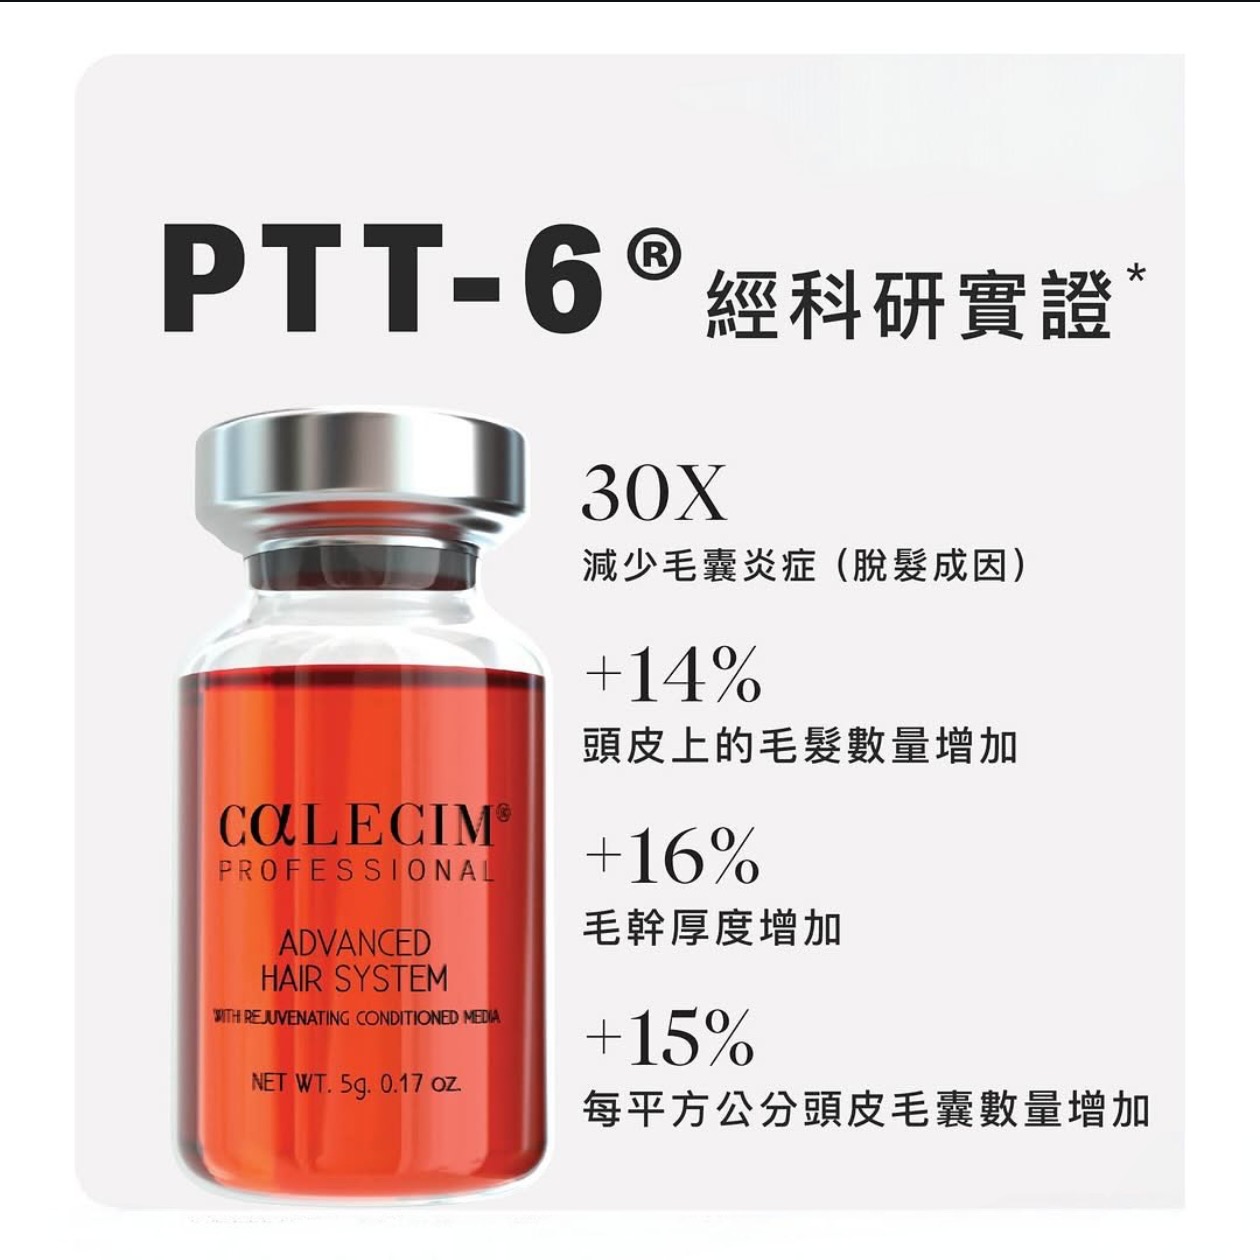 PTT-6® 經科研實證*
30X
減少毛囊炎症 (脫髮成因)
+14%
頭皮上的毛髮數量增加
+16%
毛幹厚度增加
+15%
每平方公分頭皮毛囊數量增加
CαLECIM®
PROFESSIONAL
ADVANCED
HAIR SYSTEM
WITH REJUVENATING CONDITIONED MEDIA
NET WT. 5g. 0.17 oz.